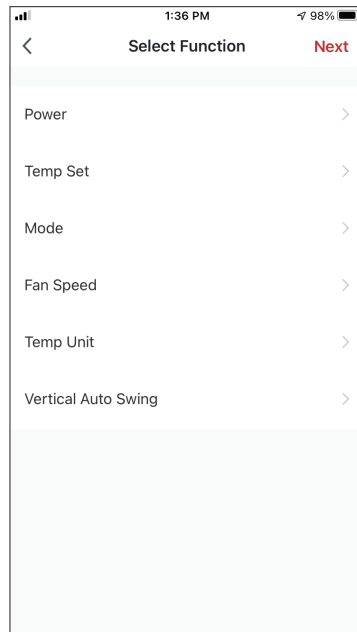 1:36 PM 98%
Select Function Next
Power
Temp Set
Mode
Fan Speed
Temp Unit
Vertical Auto Swing